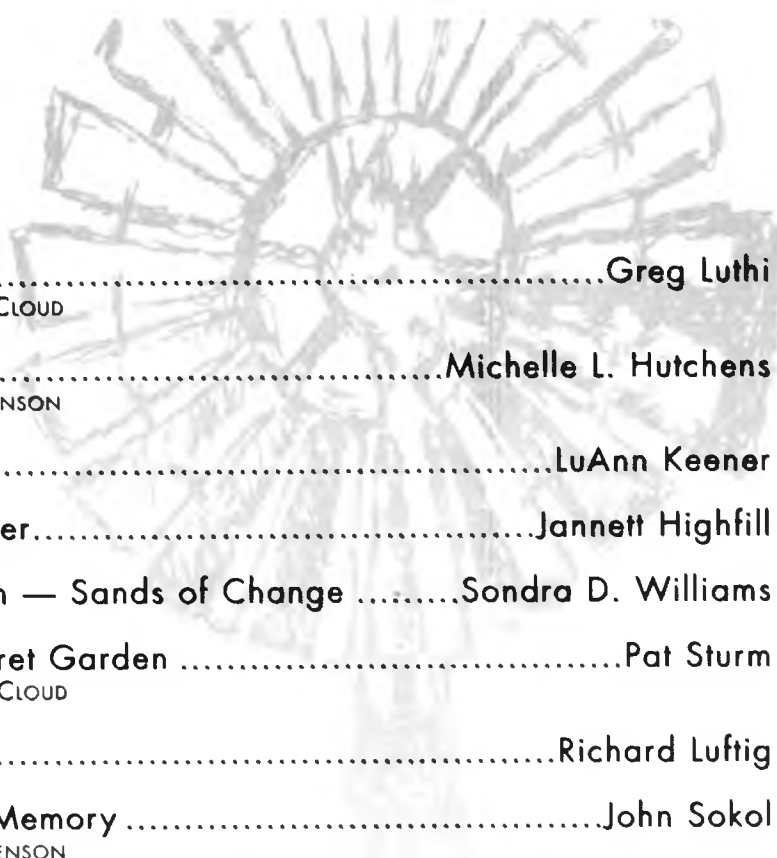 ........................................Greg Luthi
CLOUD
........................................Michelle L. Hutchens
NSON
........................................LuAnn Keener
er........................................Jannett Highfill
n — Sands of Change .........Sondra D. Williams
ret Garden ........................................Pat Sturm
CLOUD
........................................Richard Luftig
Memory ........................................John Sokol
ENSON